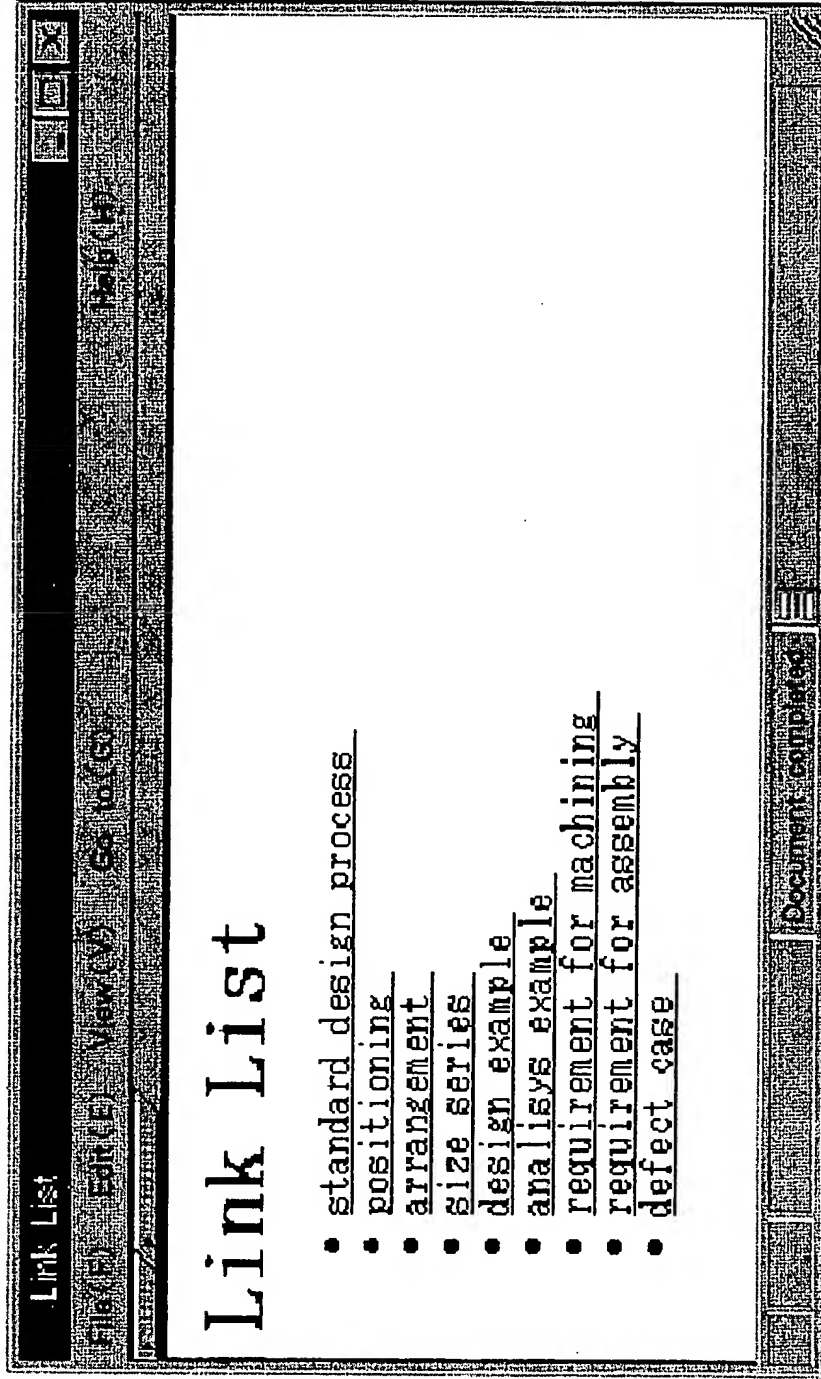 Link List
File(F) Edit(E) View(V) Go to(G) Help(H)
Link List
standard design process
positioning
arrangement
size series
design example
analisys example
requirement for machining
requirement for assembly
defect case
Document completed